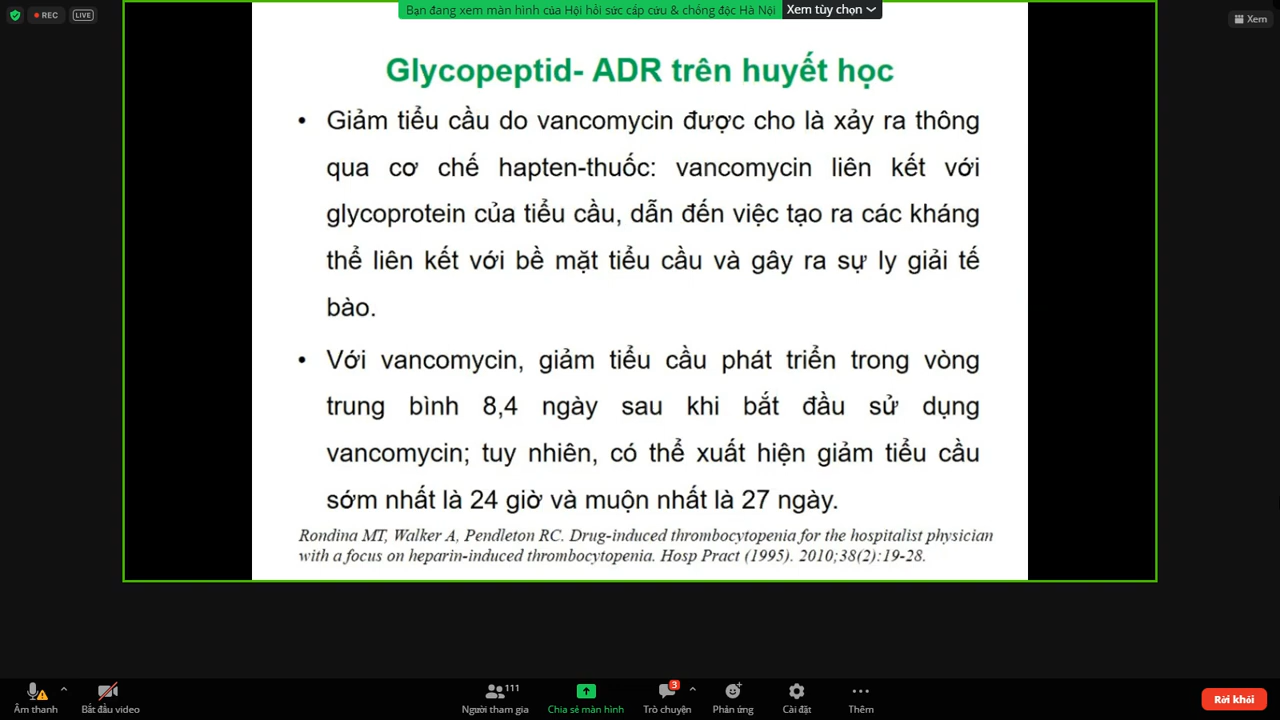 REC
LIVE
Bạn đang xem màn hình của Hội hồi sức cấp cứu & chống độc Hà Nội
Xem tùy chọn
Xem
Glycopeptid- ADR trên huyết học
• Giảm tiểu cầu do vancomycin được cho là xảy ra thông
qua cơ chế hapten-thuốc: vancomycin liên kết với
glycoprotein của tiểu cầu, dẫn đến việc tạo ra các kháng
thể liên kết với bề mặt tiểu cầu và gây ra sự ly giải tế
bào.
• Với vancomycin, giảm tiểu cầu phát triển trong vòng
trung bình 8,4 ngày sau khi bắt đầu sử dụng
vancomycin; tuy nhiên, có thể xuất hiện giảm tiểu cầu
sớm nhất là 24 giờ và muộn nhất là 27 ngày.
Rondina MT, Walker A, Pendleton RC. Drug-induced thrombocytopenia for the hospitalist physician
with a focus on heparin-induced thrombocytopenia. Hosp Pract (1995). 2010;38(2):19-28.
Âm thanh
Bắt đầu video
111
Người tham gia
Chia sẻ màn hình
3
Trò chuyện
Phản ứng
Cài đặt
Thêm
Rời khỏi